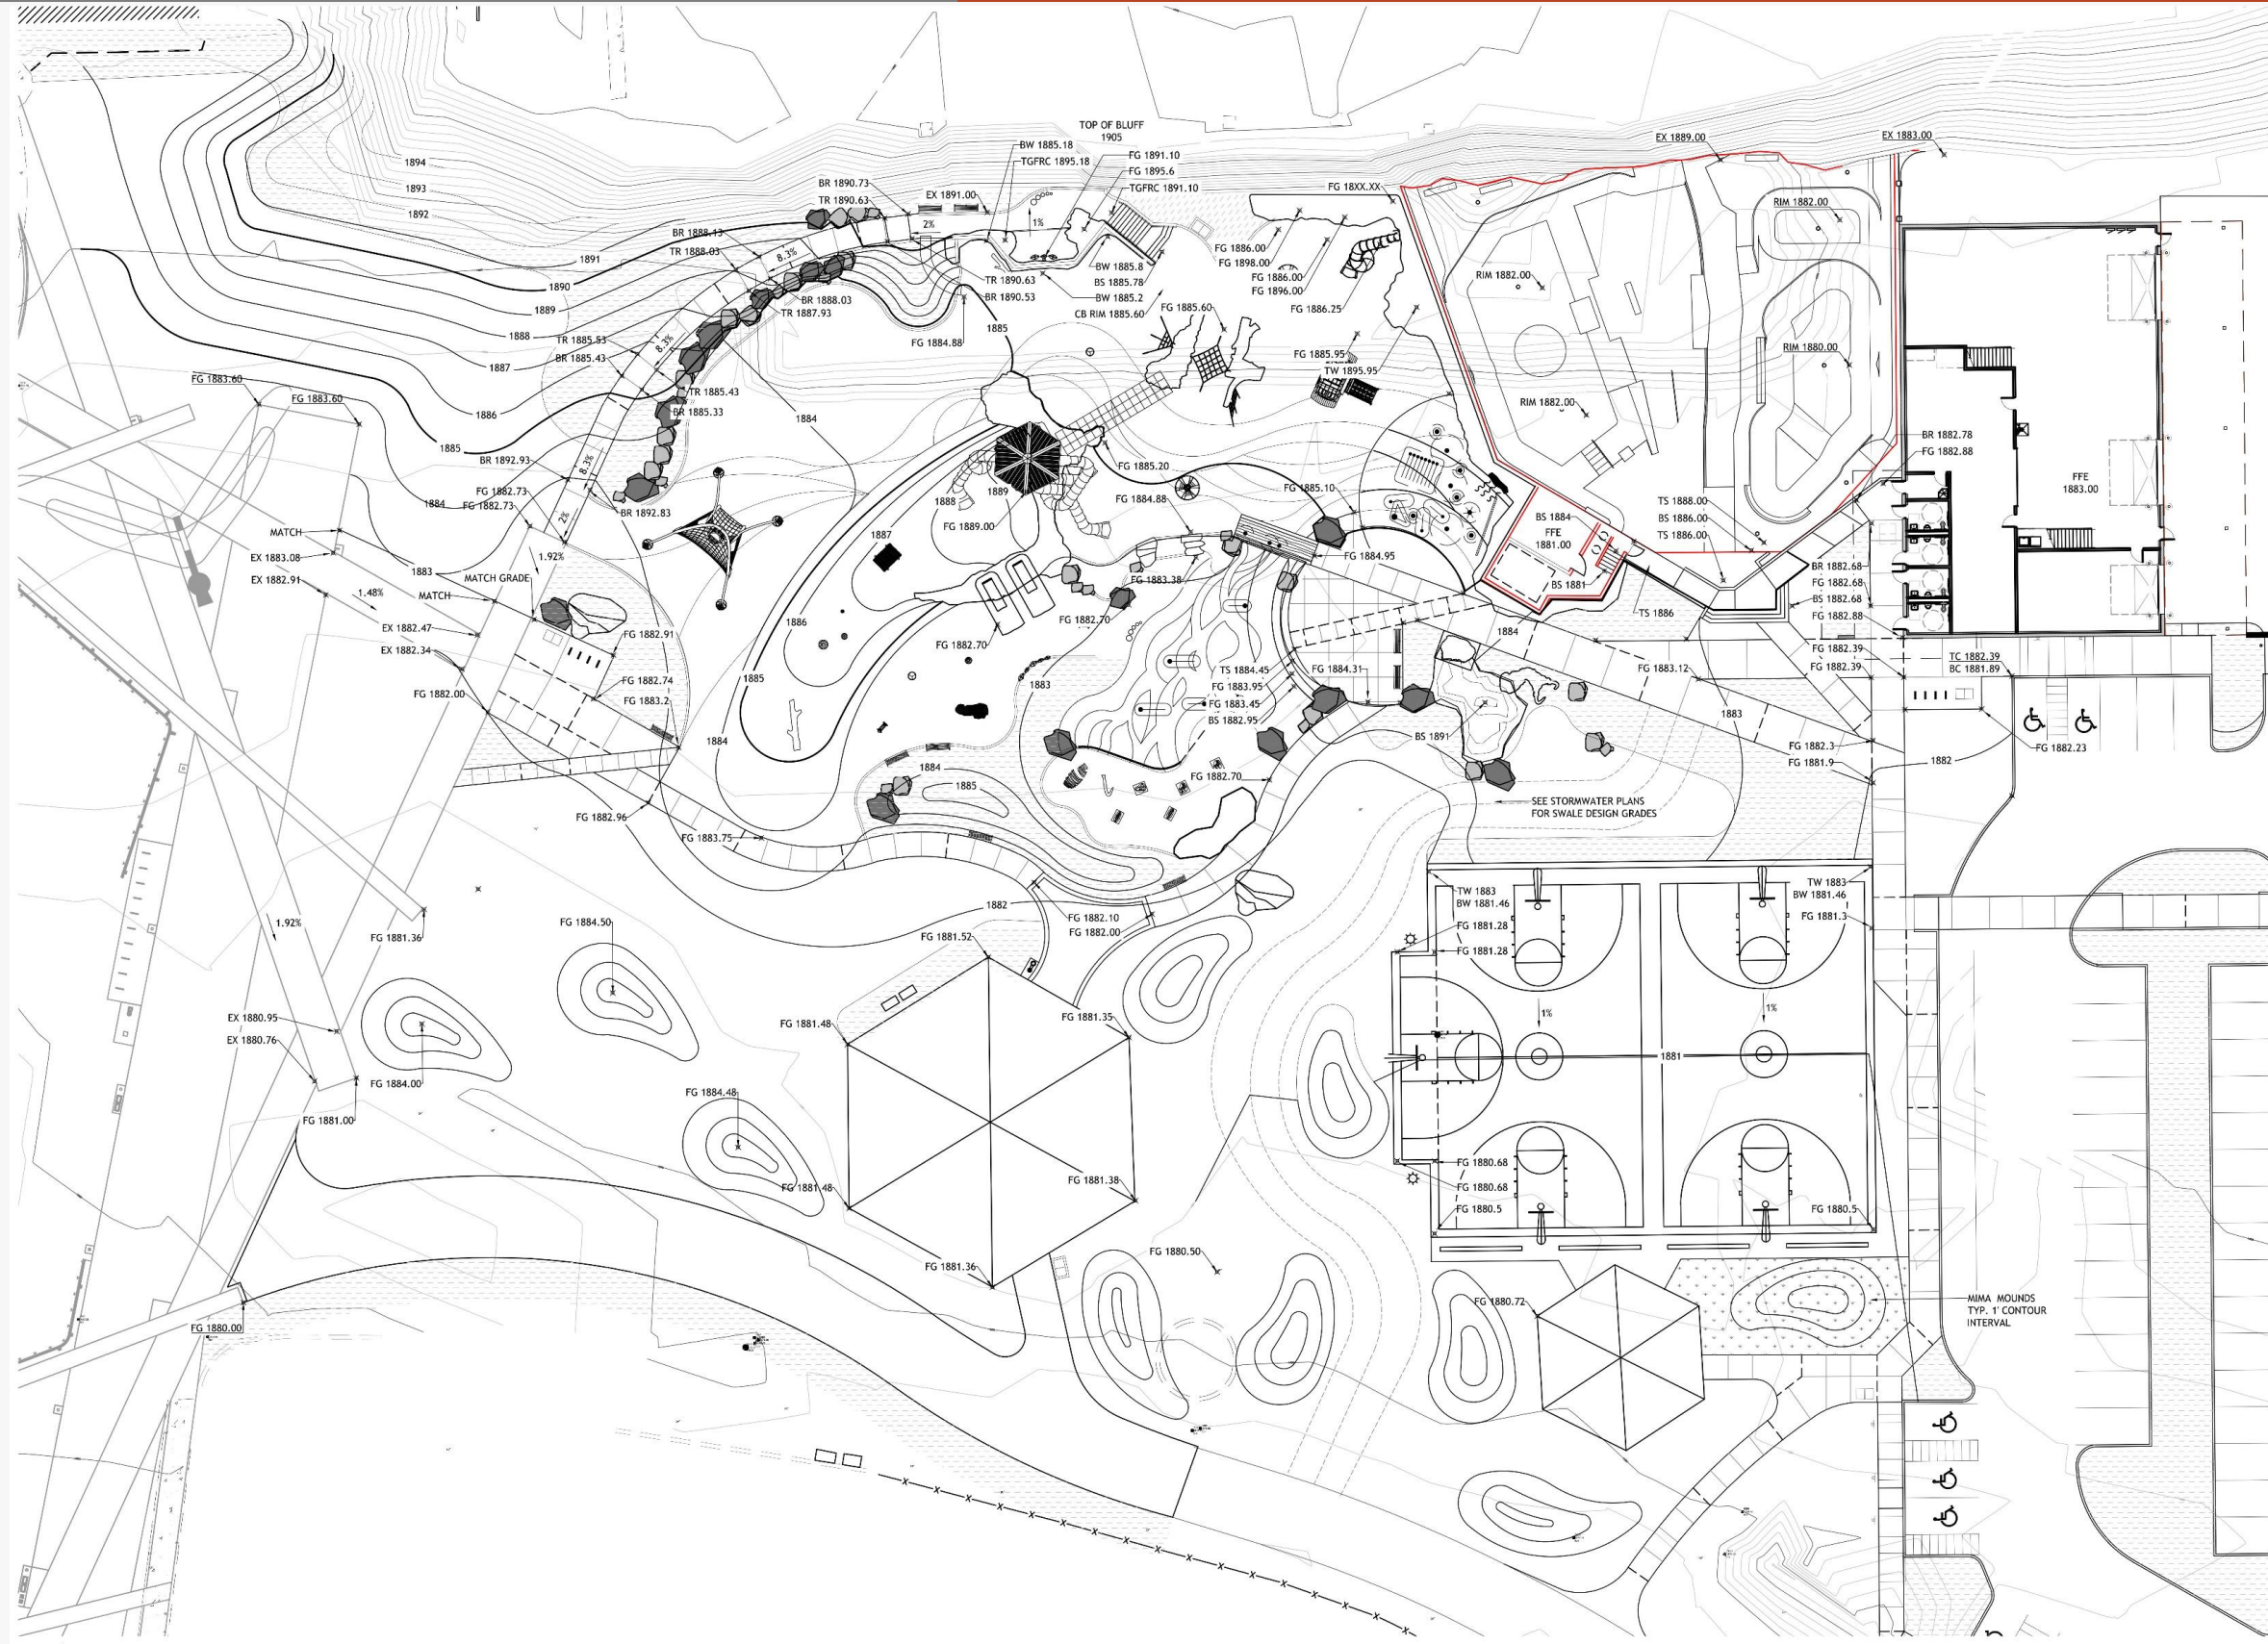 TOP OF BLUFF
1905
EX 1889.00
EX 1883.00
BW 1885.18
TGFRC 1895.18
FG 1891.10
FG 1895.6
TGFRC 1891.10
1894
1893
1892
1891
1890
1889
1888
1887
1886
1885
1884
1883
BR 1890.73
TR 1890.63
EX 1891.00
2%
1%
FG 18XX.XX
RIM 1882.00
BR 1888.13
TR 1888.03
8.3%
BR 1888.03
TR 1887.93
TR 1890.63
BR 1890.53
BW 1885.8
BS 1885.78
BW 1885.2
CB RIM 1885.60
FG 1886.00
FG 1898.00
FG 1886.00
FG 1896.00
FG 1886.25
RIM 1882.00
FG 1885.60
1885
FG 1884.88
TR 1885.53
BR 1885.43
8.3%
TR 1885.43
BR 1885.33
FG 1885.95
TW 1895.95
RIM 1880.00
RIM 1882.00
FG 1883.60
FG 1883.60
1884
BR 1892.93
8.3%
FG 1882.73
FG 1882.73
2%
BR 1892.83
1888
1889
FG 1889.00
1887
FG 1885.20
FG 1884.88
FG 1885.10
BR 1882.78
FG 1882.88
FFE
1883.00
TS 1888.00
BS 1886.00
TS 1886.00
BS 1884
FFE
1881.00
BS 1881
TS 1886
MATCH
EX 1883.08
EX 1882.91
1.48%
1.92%
MATCH GRADE
MATCH
EX 1882.47
EX 1882.34
FG 1882.00
FG 1882.91
FG 1882.74
FG 1883.2
FG 1884.95
FG 1883.38
FG 1882.70
FG 1882.70
1886
1885
1884
1883
BR 1882.68
FG 1882.68
BS 1882.68
FG 1882.88
FG 1882.39
FG 1882.39
TC 1882.39
BC 1881.89
1884
FG 1883.12
1883
TS 1884.45
FG 1884.31
FG 1883.95
FG 1883.45
BS 1882.95
BS 1891
FG 1882.3
FG 1881.9
1882
FG 1882.23
FG 1882.70
SEE STORMWATER PLANS
FOR SWALE DESIGN GRADES
FG 1882.96
FG 1883.75
1884
1885
1882
FG 1882.10
FG 1882.00
TW 1883
BW 1881.46
FG 1881.28
FG 1881.28
TW 1883
BW 1881.46
FG 1881.3
1.92%
FG 1881.36
FG 1884.50
FG 1881.52
FG 1881.48
FG 1881.35
1%
1%
1881
EX 1880.95
EX 1880.76
FG 1884.00
FG 1881.00
FG 1884.48
FG 1881.48
FG 1881.38
FG 1881.36
FG 1880.50
FG 1880.68
FG 1880.68
FG 1880.5
FG 1880.5
FG 1880.72
FG 1880.00
MIMA MOUNDS
TYP. 1' CONTOUR
INTERVAL